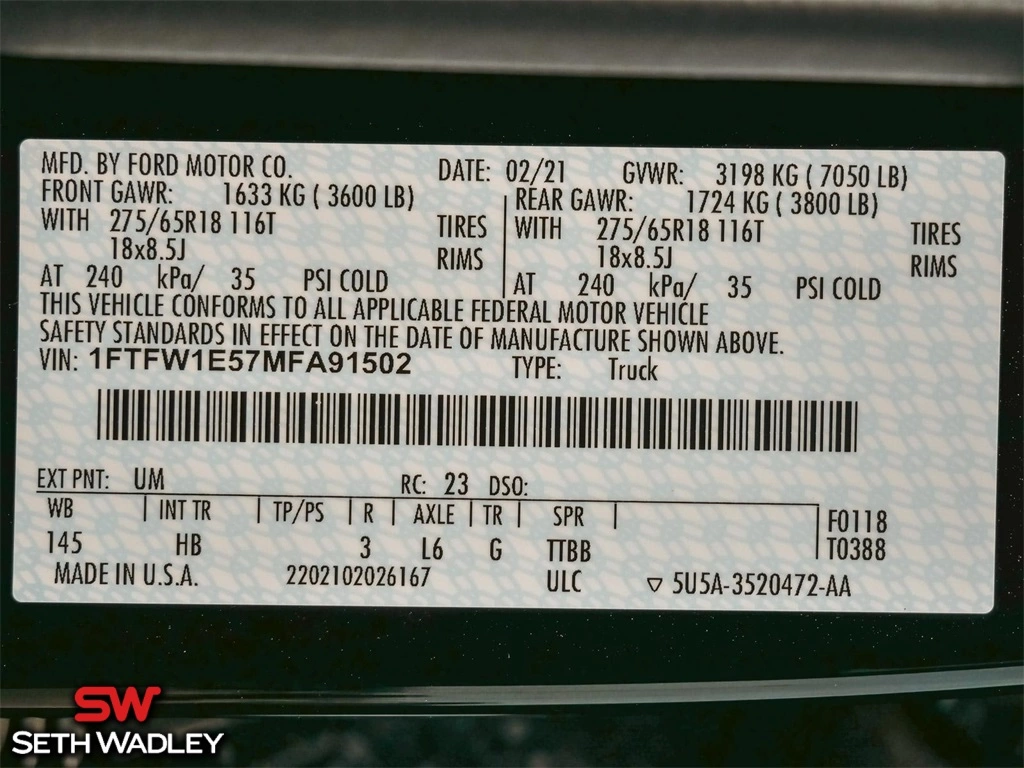 MFD. BY FORD MOTOR CO. DATE: 02/21 GVWR: 3198 KG ( 7050 LB)
FRONT GAWR: 1633 KG ( 3600 LB) REAR GAWR: 1724 KG ( 3800 LB)
WITH 275/65R18 116T TIRES WITH 275/65R18 116T TIRES
18x8.5J RIMS 18x8.5J RIMS
AT 240 kPa/ 35 PSI COLD AT 240 kPa/ 35 PSI COLD
THIS VEHICLE CONFORMS TO ALL APPLICABLE FEDERAL MOTOR VEHICLE
SAFETY STANDARDS IN EFFECT ON THE DATE OF MANUFACTURE SHOWN ABOVE.
VIN: 1FTFW1E57MFA91502 TYPE: Truck
EXT PNT: UM RC: 23 DSO:
WB INT TR TP/PS R AXLE TR SPR F0118
145 HB 3 L6 G TTBB T0388
MADE IN U.S.A. 2202102026167 ULC ▽ 5U5A-3520472-AA
SW
SETH WADLEY